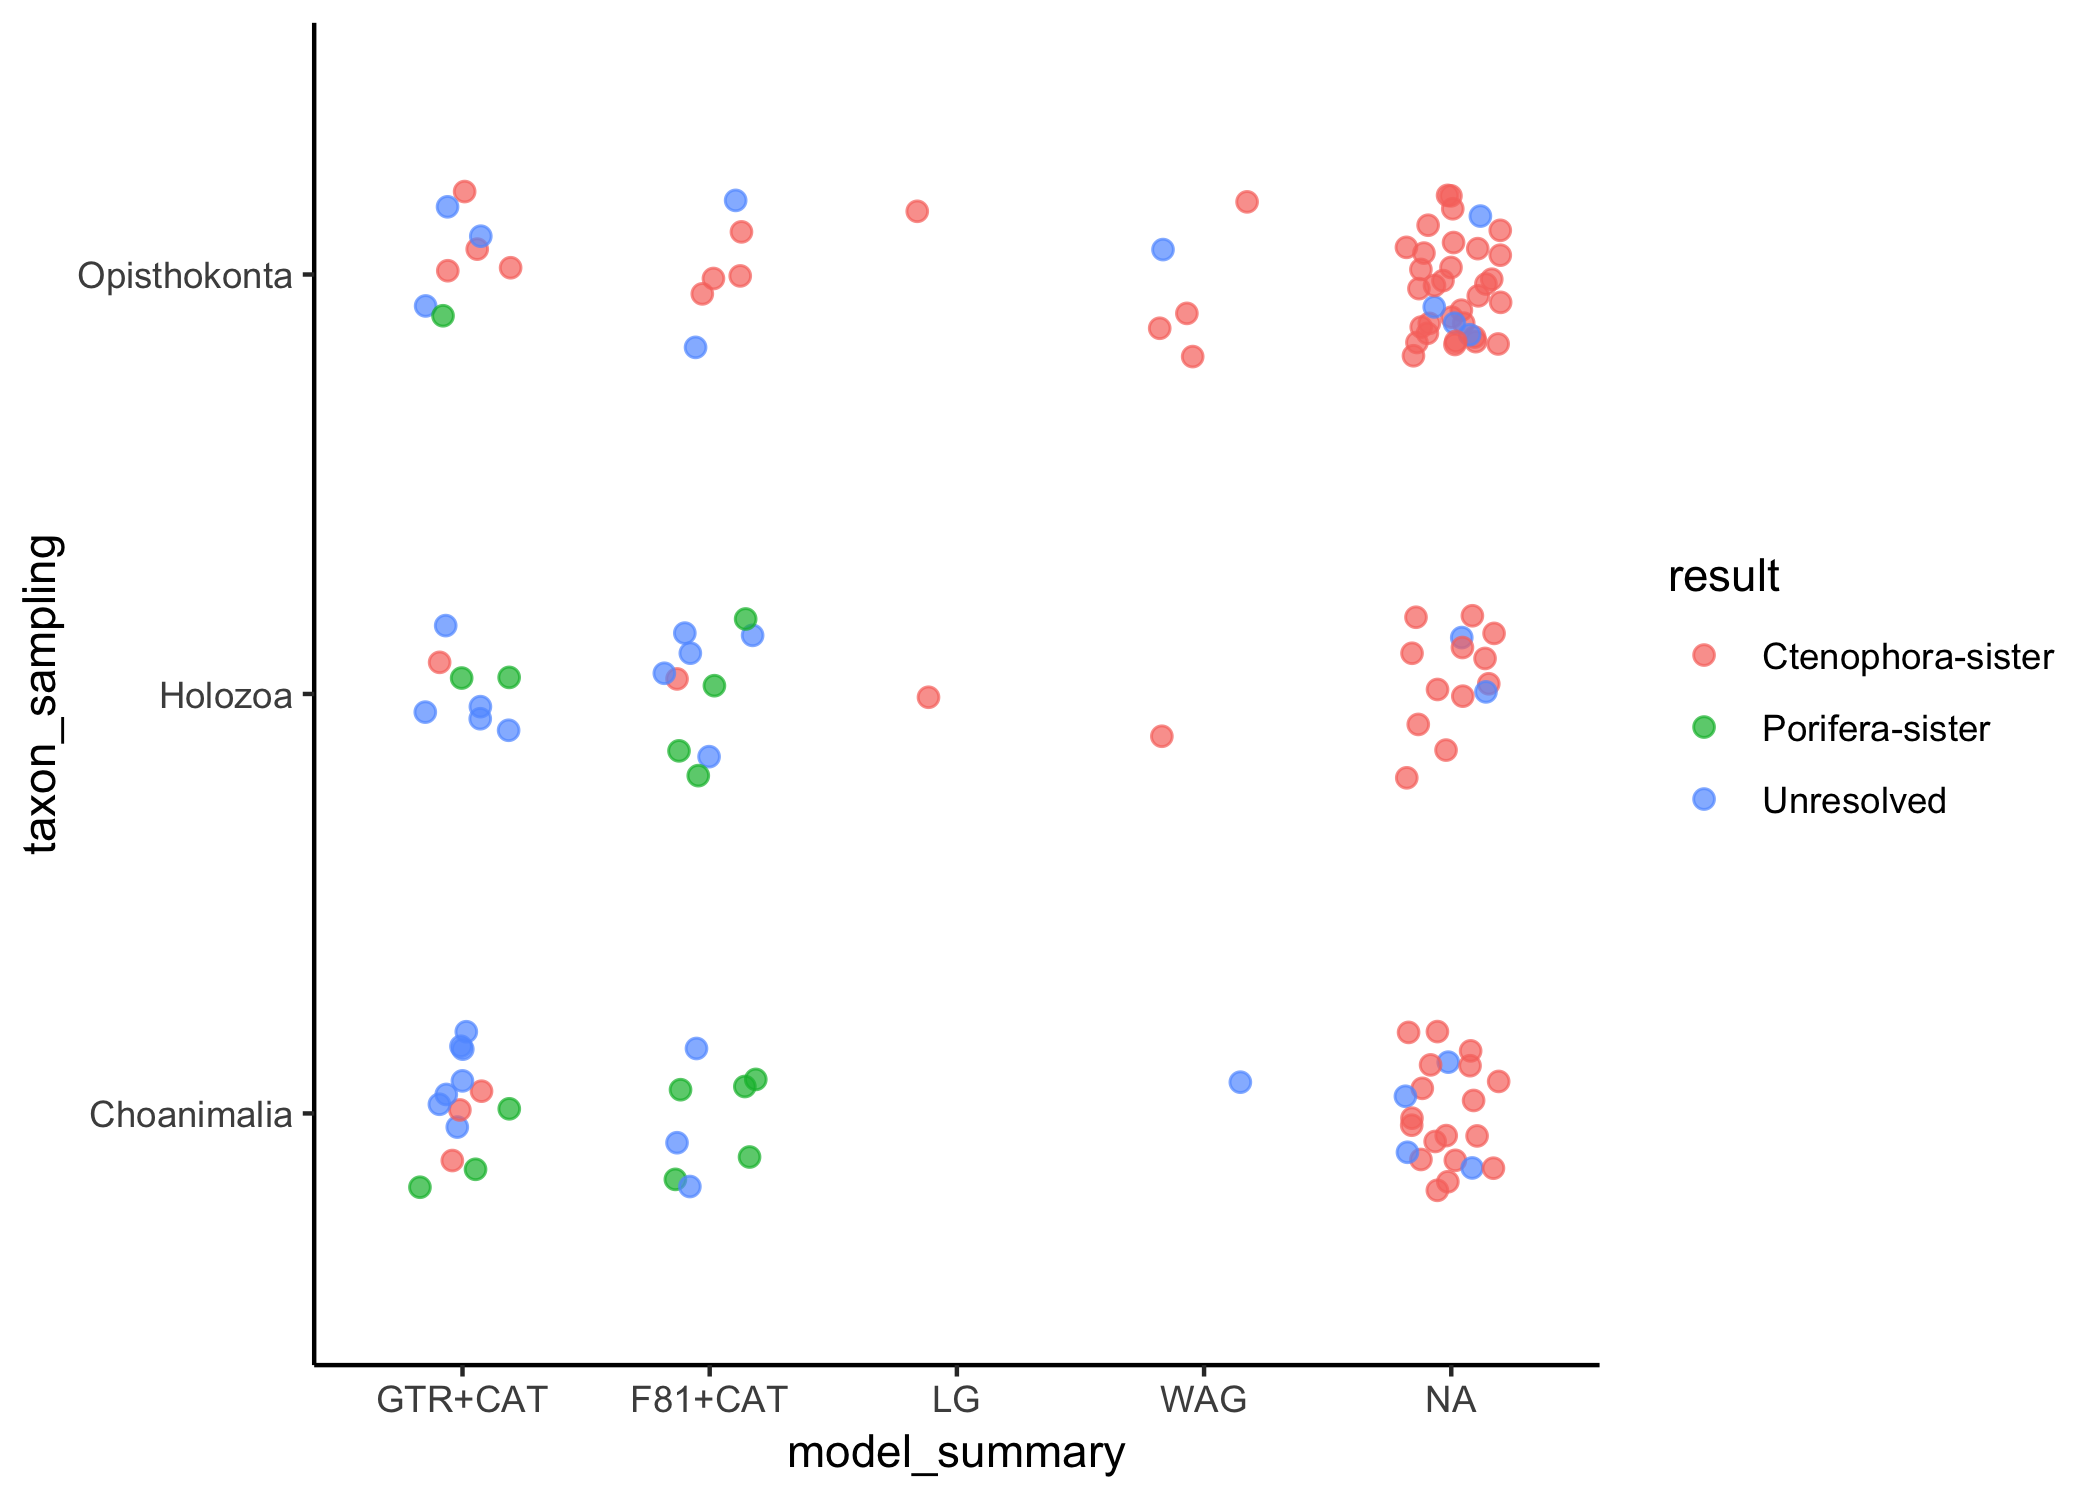 taxon_sampling
Opisthokonta
Holozoa
Choanimalia
GTR+CAT
F81+CAT
LG
WAG
NA
model_summary
result
Ctenophora-sister
Porifera-sister
Unresolved